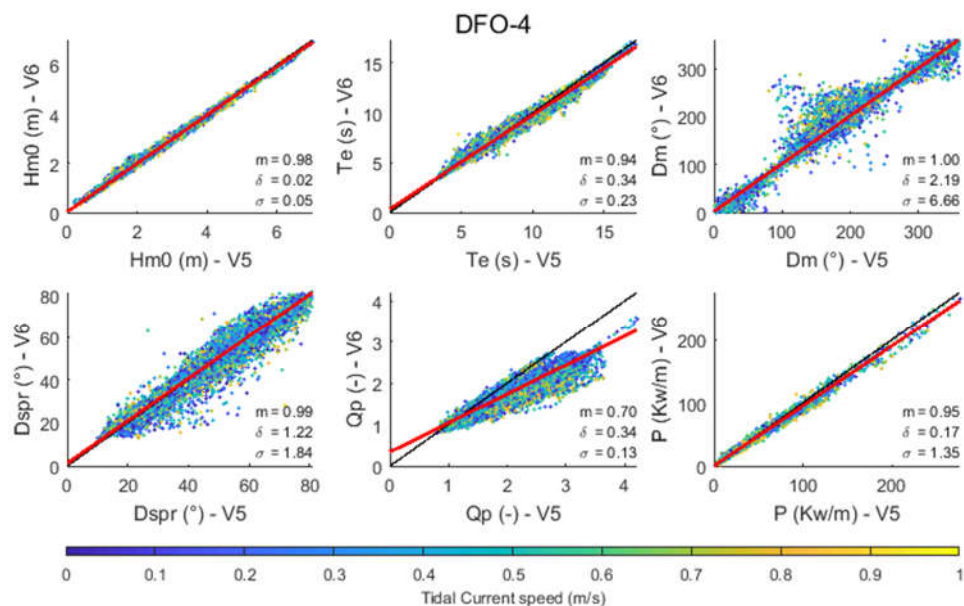 DFO-4
Hm0 (m) - V6
6
4
2
0
m = 0.98
δ = 0.02
σ = 0.05
0 2 4 6
Hm0 (m) - V5
Te (s) - V6
15
10
5
0
m = 0.94
δ = 0.34
σ = 0.23
0 5 10 15
Te (s) - V5
Dm (°) - V6
300
200
100
0
m = 1.00
δ = 2.19
σ = 6.66
0 100 200 300
Dm (°) - V5
Dspr (°) - V6
80
60
40
20
0
m = 0.99
δ = 1.22
σ = 1.84
0 20 40 60 80
Dspr (°) - V5
Qp (-) - V6
4
3
2
1
0
m = 0.70
δ = 0.34
σ = 0.13
0 1 2 3 4
Qp (-) - V5
P (Kw/m) - V6
200
100
0
m = 0.95
δ = 0.17
σ = 1.35
0 100 200
P (Kw/m) - V5
0 0.1 0.2 0.3 0.4 0.5 0.6 0.7 0.8 0.9 1
Tidal Current speed (m/s)